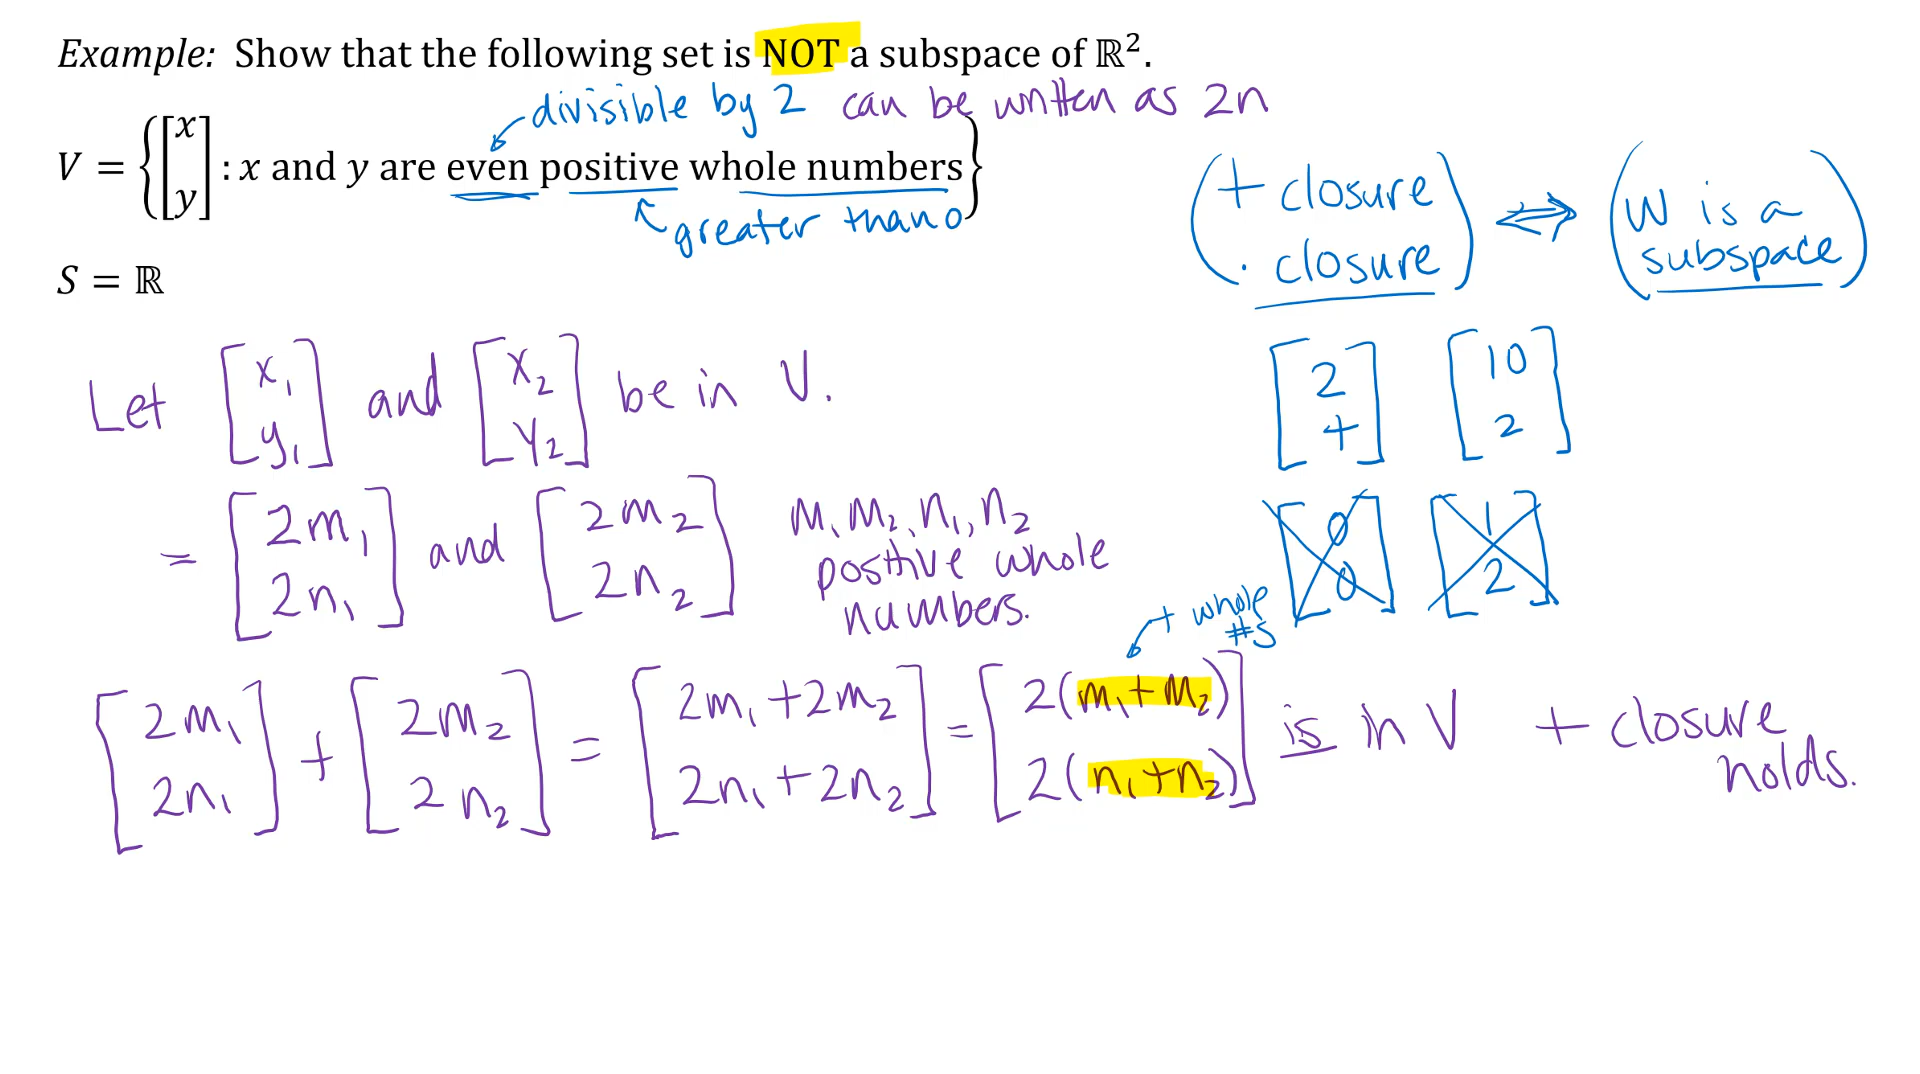 Example: Show that the following set is NOT a subspace of ℝ².
divisible by 2 can be written as 2n
V = {[x y] : x and y are even positive whole numbers}
greater than 0
S = ℝ
(+ closure · closure) ⟺ (W is a subspace)
Let [x₁ y₁] and [x₂ y₂] be in V.
[2 4] [10 2]
= [2m₁ 2n₁] and [2m₂ 2n₂] m₁, m₂, n₁, n₂
positive whole
numbers.
[0 0] [1 2]
+ whole
#s
[2m₁ 2n₁] + [2m₂ 2n₂] = [2m₁+2m₂ 2n₁+2n₂] = [2(m₁+m₂) 2(n₁+n₂)] is in V + closure
holds.